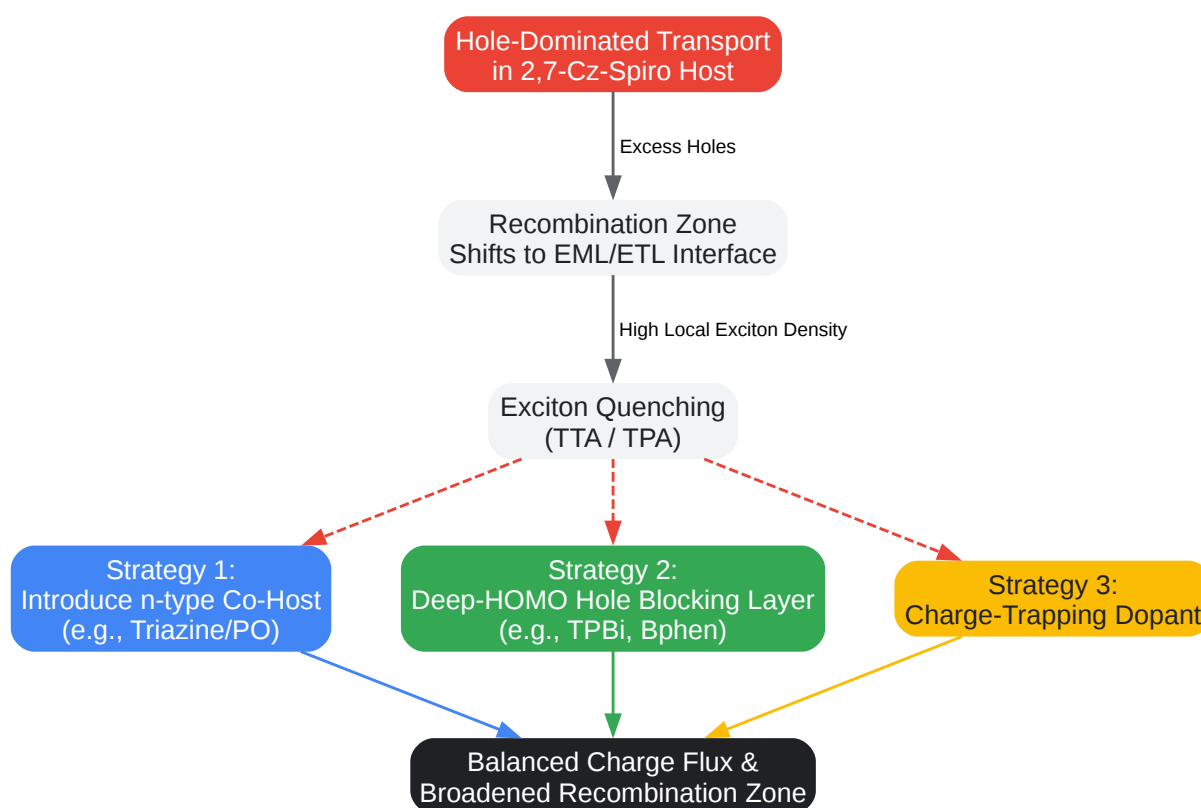 Hole-Dominated Transport
in 2,7-Cz-Spiro Host
Excess Holes
Recombination Zone
Shifts to EML/ETL Interface
High Local Exciton Density
Exciton Quenching
(TTA / TPA)
Strategy 1:
Introduce n-type Co-Host
(e.g., Triazine/PO)
Strategy 2:
Deep-HOMO Hole Blocking Layer
(e.g., TPBi, Bphen)
Strategy 3:
Charge-Trapping Dopant
Balanced Charge Flux &
Broadened Recombination Zone